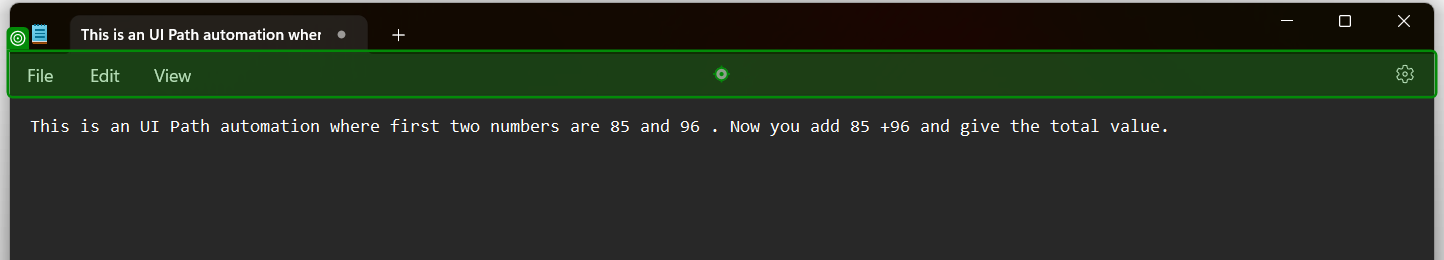 This is an UI Path automation wher
File Edit View
This is an UI Path automation where first two numbers are 85 and 96 . Now you add 85 +96 and give the total value.